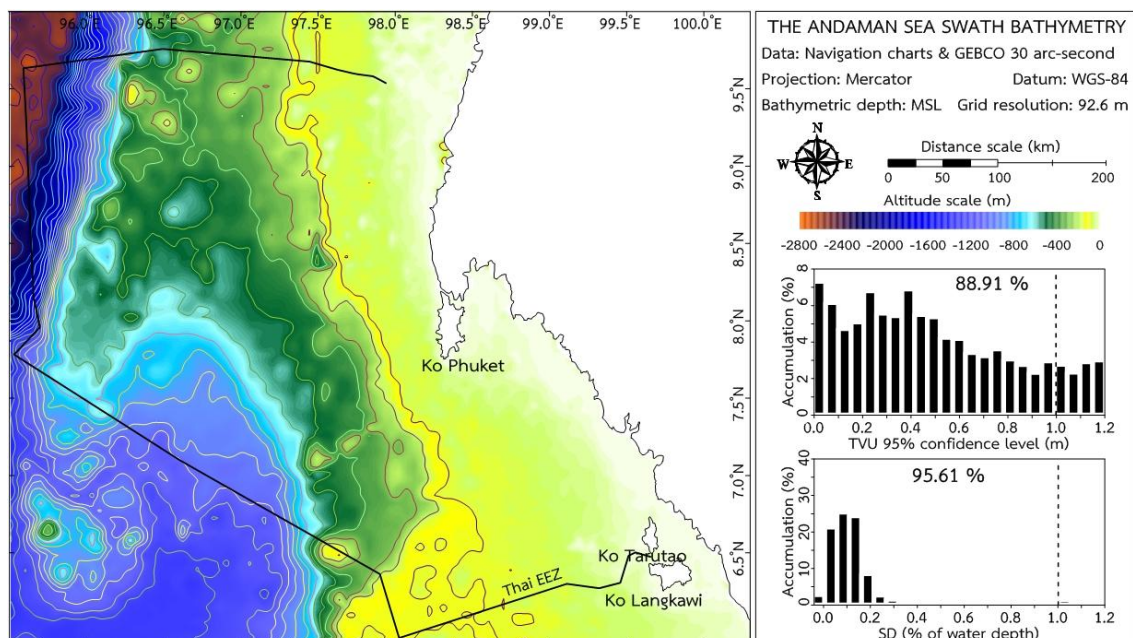 96.0°E 96.5°E 97.0°E 97.5°E 98.0°E 98.5°E 99.0°E 99.5°E 100.0°E
9.5°N
9.0°N
8.5°N
8.0°N
7.5°N
7.0°N
6.5°N
Ko Phuket
Ko Tarutao
Thai EEZ
Ko Langkawi
THE ANDAMAN SEA SWATH BATHYMETRY
Data: Navigation charts & GEBCO 30 arc-second
Projection: Mercator Datum: WGS-84
Bathymetric depth: MSL Grid resolution: 92.6 m
N
W E
S
Distance scale (km)
0 50 100 200
Altitude scale (m)
-2800 -2400 -2000 -1600 -1200 -800 -400 0
88.91 %
Accumulation (%)
8
6
4
2
0
0.0 0.2 0.4 0.6 0.8 1.0 1.2
TVU 95% confidence level (m)
95.61 %
Accumulation (%)
40
30
20
10
0
0.0 0.2 0.4 0.6 0.8 1.0 1.2
SD (% of water depth)